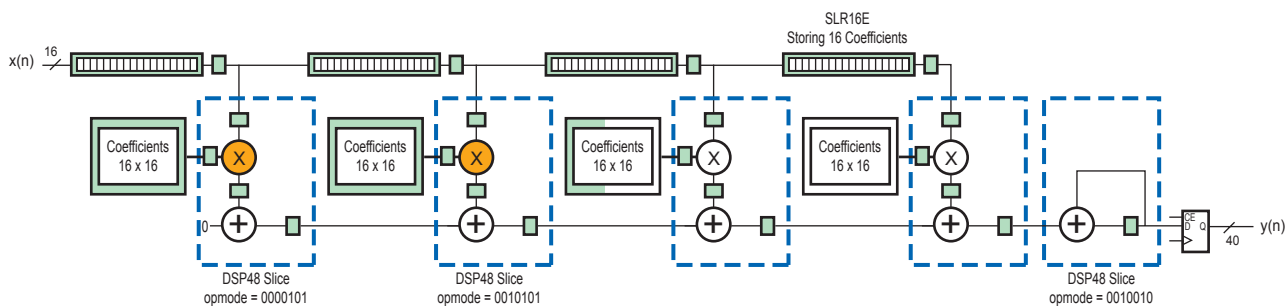 SLR16E
Storing 16 Coefficients
x(n)
16
Coefficients
16 x 16
X
Coefficients
16 x 16
X
Coefficients
16 x 16
X
Coefficients
16 x 16
X
0
+
+
+
+
+
CE
D Q
40
y(n)
DSP48 Slice
opmode = 0000101
DSP48 Slice
opmode = 0010101
DSP48 Slice
opmode = 0010010